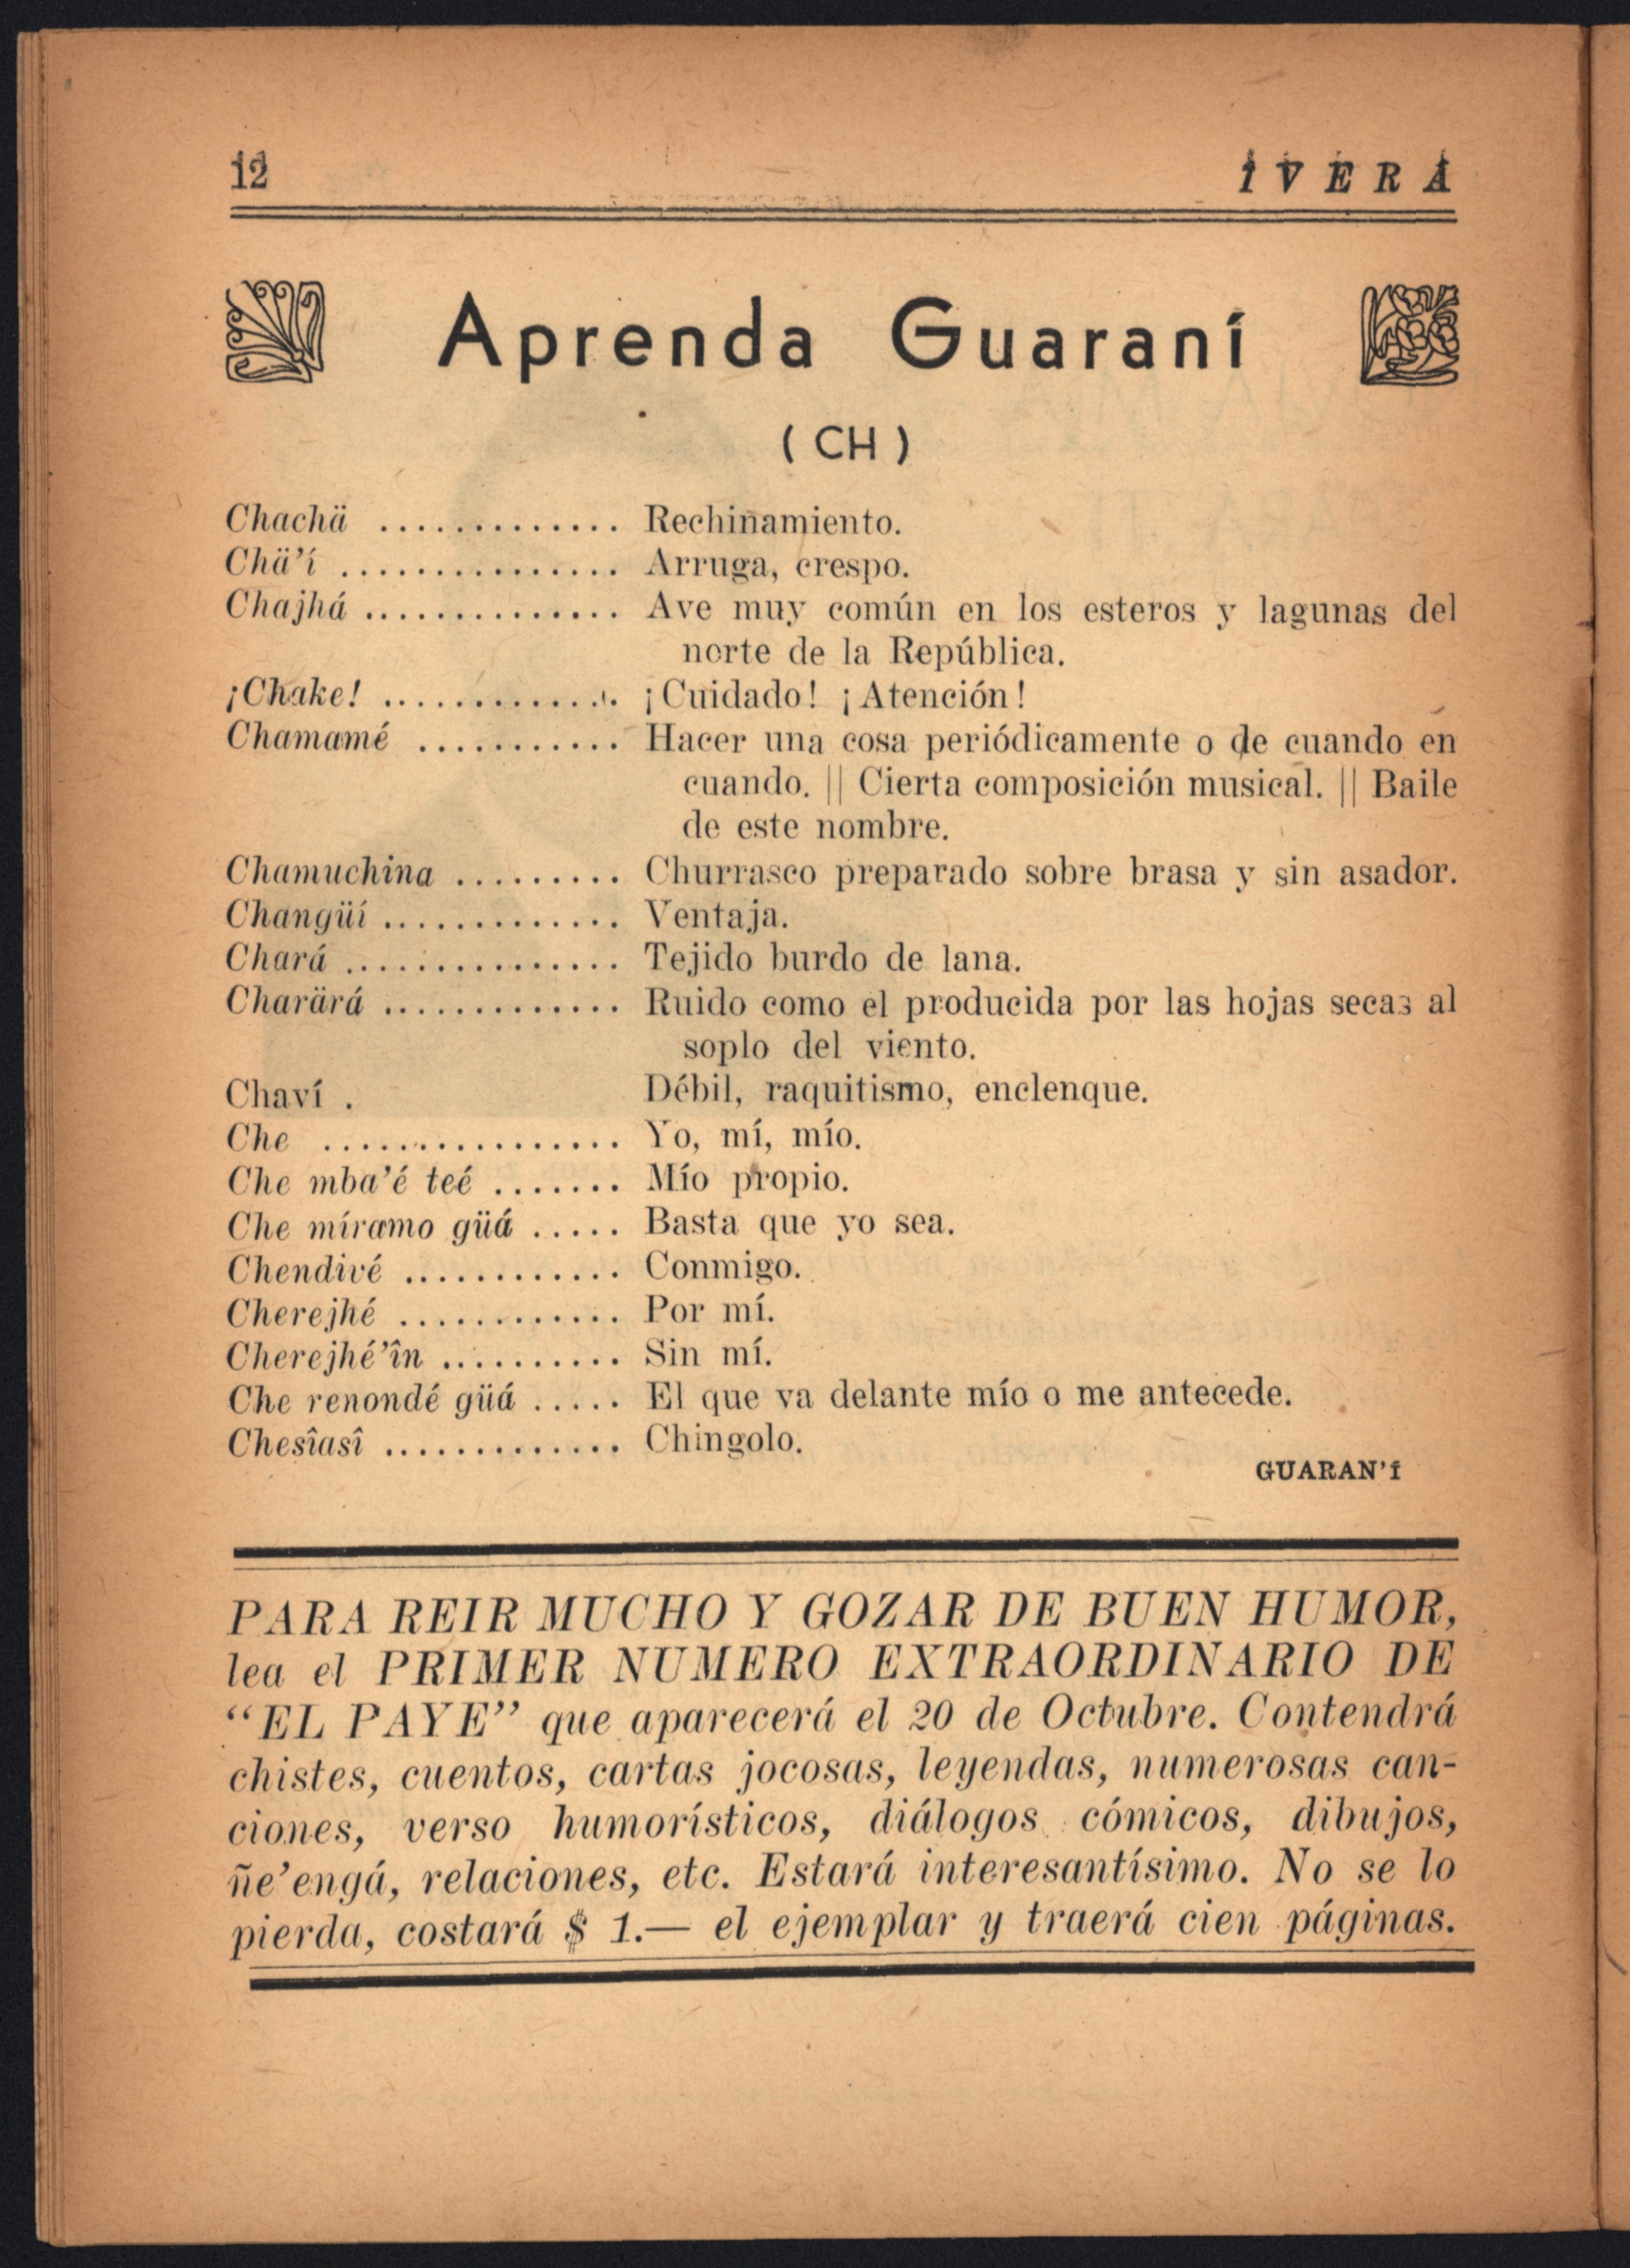 12
ÎVERÁ
Aprenda Guaraní
( CH )
Chachä ............. Rechinamiento.
Chä'í ............... Arruga, crespo.
Chajhá .............. Ave muy común en los esteros y lagunas del
norte de la República.
¡Chake! ............. ¡Cuidado! ¡Atención!
Chamamé ........... Hacer una cosa periódicamente o de cuando en
cuando. || Cierta composición musical. || Baile
de este nombre.
Chamuchina ......... Churrasco preparado sobre brasa y sin asador.
Changüí ............. Ventaja.
Chará ............... Tejido burdo de lana.
Charärá ............. Ruido como el producida por las hojas secas al
soplo del viento.
Chaví . Débil, raquitismo, enclenque.
Che ................ Yo, mí, mío.
Che mba'é teé ....... Mío propio.
Che míramo güá ..... Basta que yo sea.
Chendivé ............ Conmigo.
Cherejhé ............ Por mí.
Cherejhé'în .......... Sin mí.
Che renondé güá ..... El que va delante mío o me antecede.
Chesîasî ............. Chingolo.
GUARAN'Î
PARA REIR MUCHO Y GOZAR DE BUEN HUMOR,
lea el PRIMER NUMERO EXTRAORDINARIO DE
"EL PAYE" que aparecerá el 20 de Octubre. Contendrá
chistes, cuentos, cartas jocosas, leyendas, numerosas can-
ciones, verso humorísticos, diálogos cómicos, dibujos,
ñe'engá, relaciones, etc. Estará interesantísimo. No se lo
pierda, costará $ 1.— el ejemplar y traerá cien páginas.